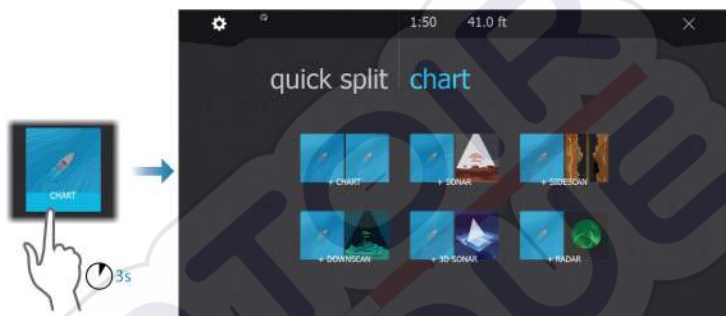 1:50 41.0 ft
quick split chart
CHART
3s
+ CHART
+ SONAR
+ SIDESCAN
+ DOWNSCAN
+ 3D SONAR
+ RADAR